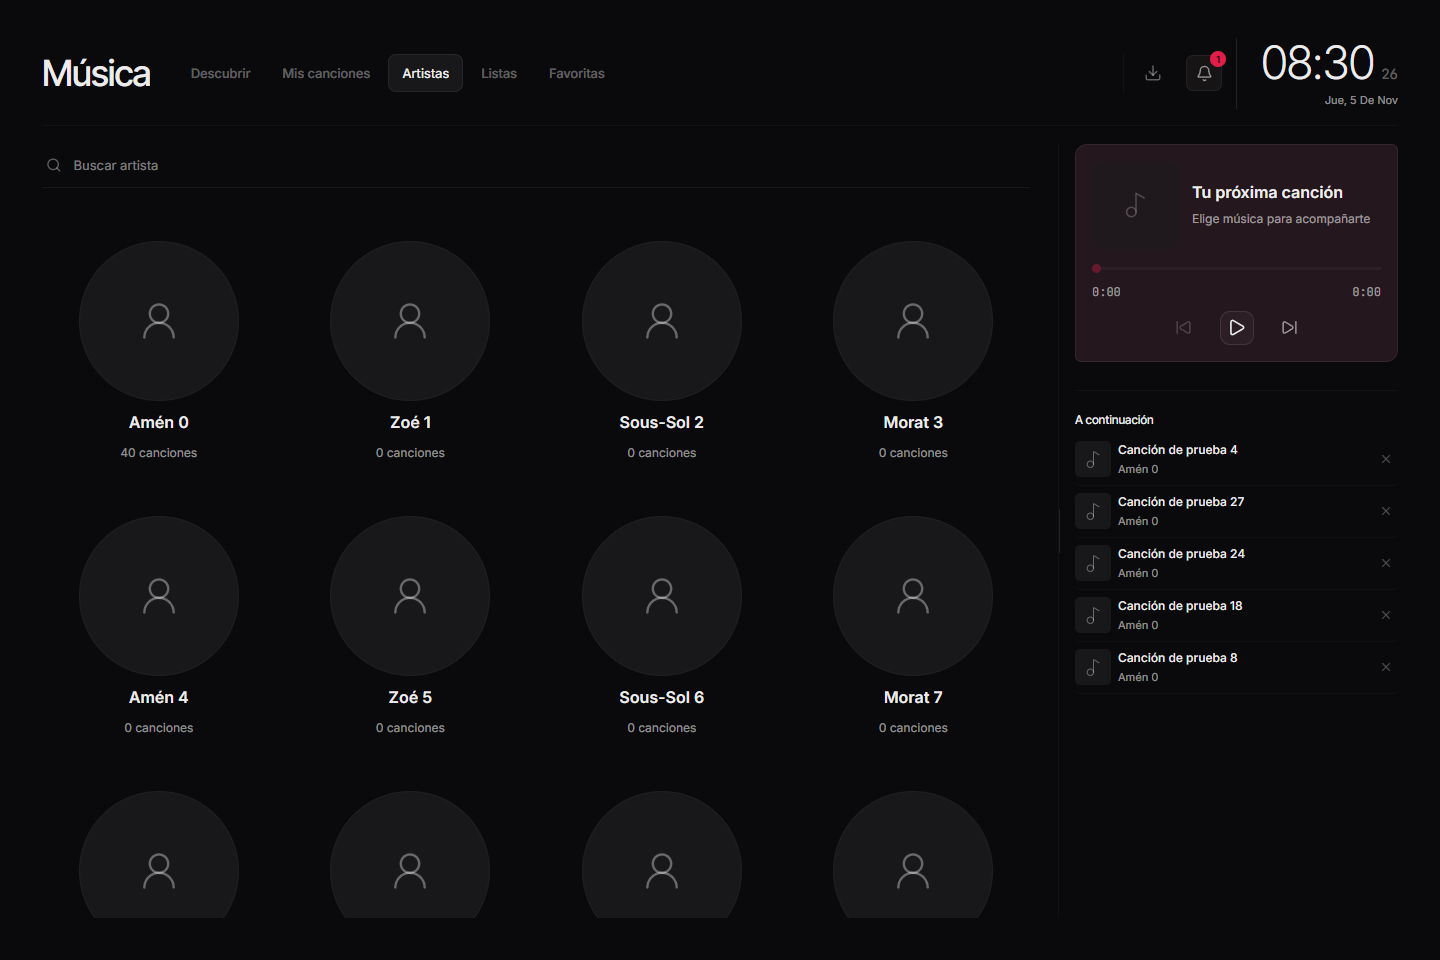 Música
Descubrir
Mis canciones
Artistas
Listas
Favoritas
1
08:30 26
Jue, 5 De Nov
Buscar artista
Amén 0
40 canciones
Zoé 1
0 canciones
Sous-Sol 2
0 canciones
Morat 3
0 canciones
Amén 4
0 canciones
Zoé 5
0 canciones
Sous-Sol 6
0 canciones
Morat 7
0 canciones
Tu próxima canción
Elige música para acompañarte
0:00
0:00
A continuación
Canción de prueba 4
Amén 0
Canción de prueba 27
Amén 0
Canción de prueba 24
Amén 0
Canción de prueba 18
Amén 0
Canción de prueba 8
Amén 0